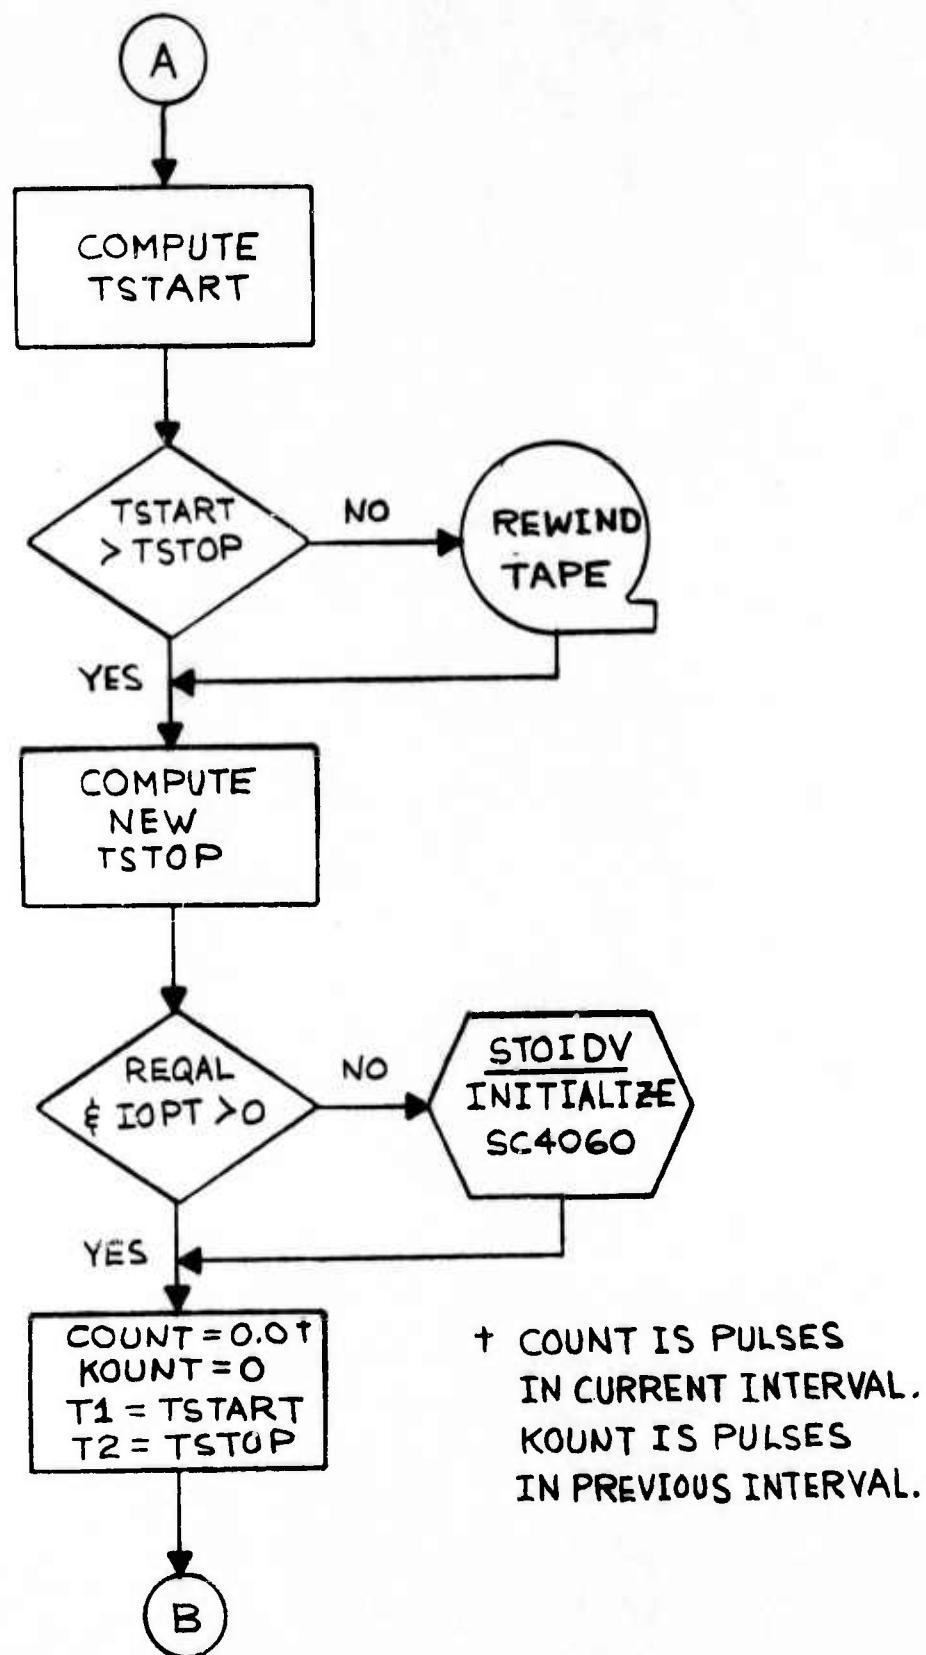 A
COMPUTE
TSTART
TSTART
> TSTOP
NO
REWIND
TAPE
YES
COMPUTE
NEW
TSTOP
REQAL
& IOPT >0
NO
STOIDV
INITIALIZE
SC4060
YES
COUNT = 0.0†
KOUNT = 0
T1 = TSTART
T2 = TSTOP
† COUNT IS PULSES
IN CURRENT INTERVAL.
KOUNT IS PULSES
IN PREVIOUS INTERVAL.
B